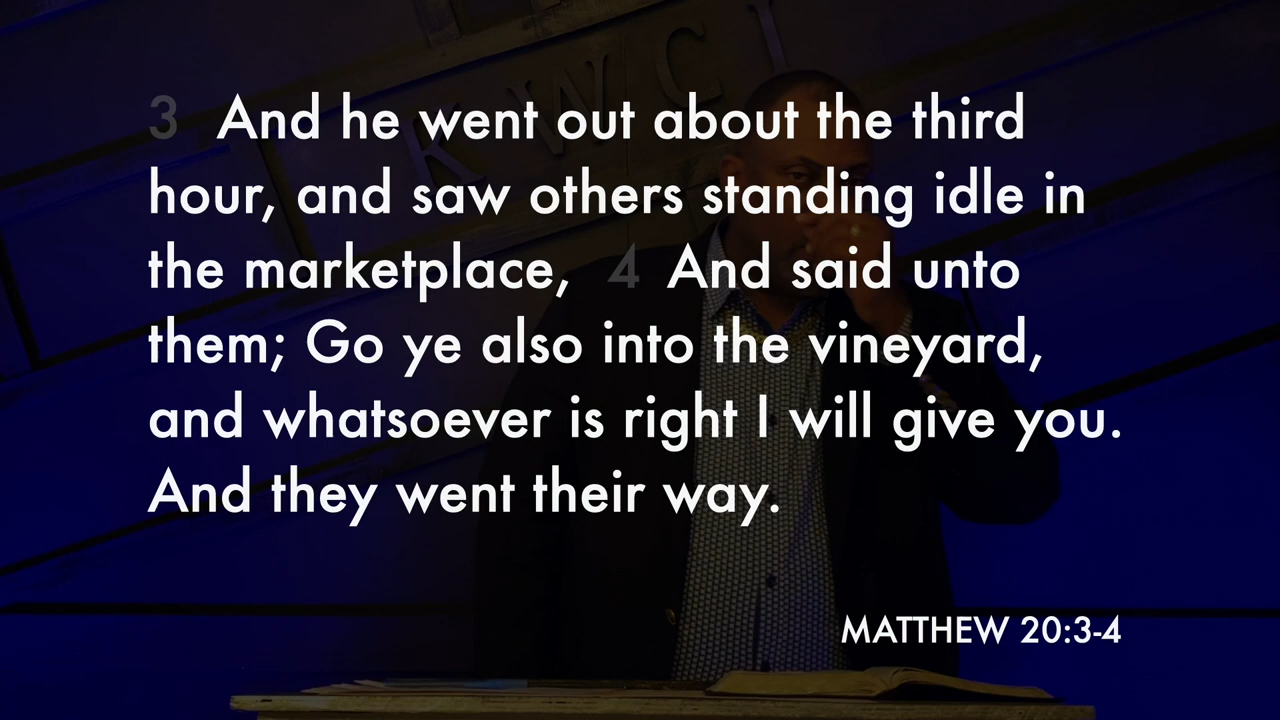 KWCI
3 And he went out about the third
hour, and saw others standing idle in
the marketplace, 4 And said unto
them; Go ye also into the vineyard,
and whatsoever is right I will give you.
And they went their way.
MATTHEW 20:3-4